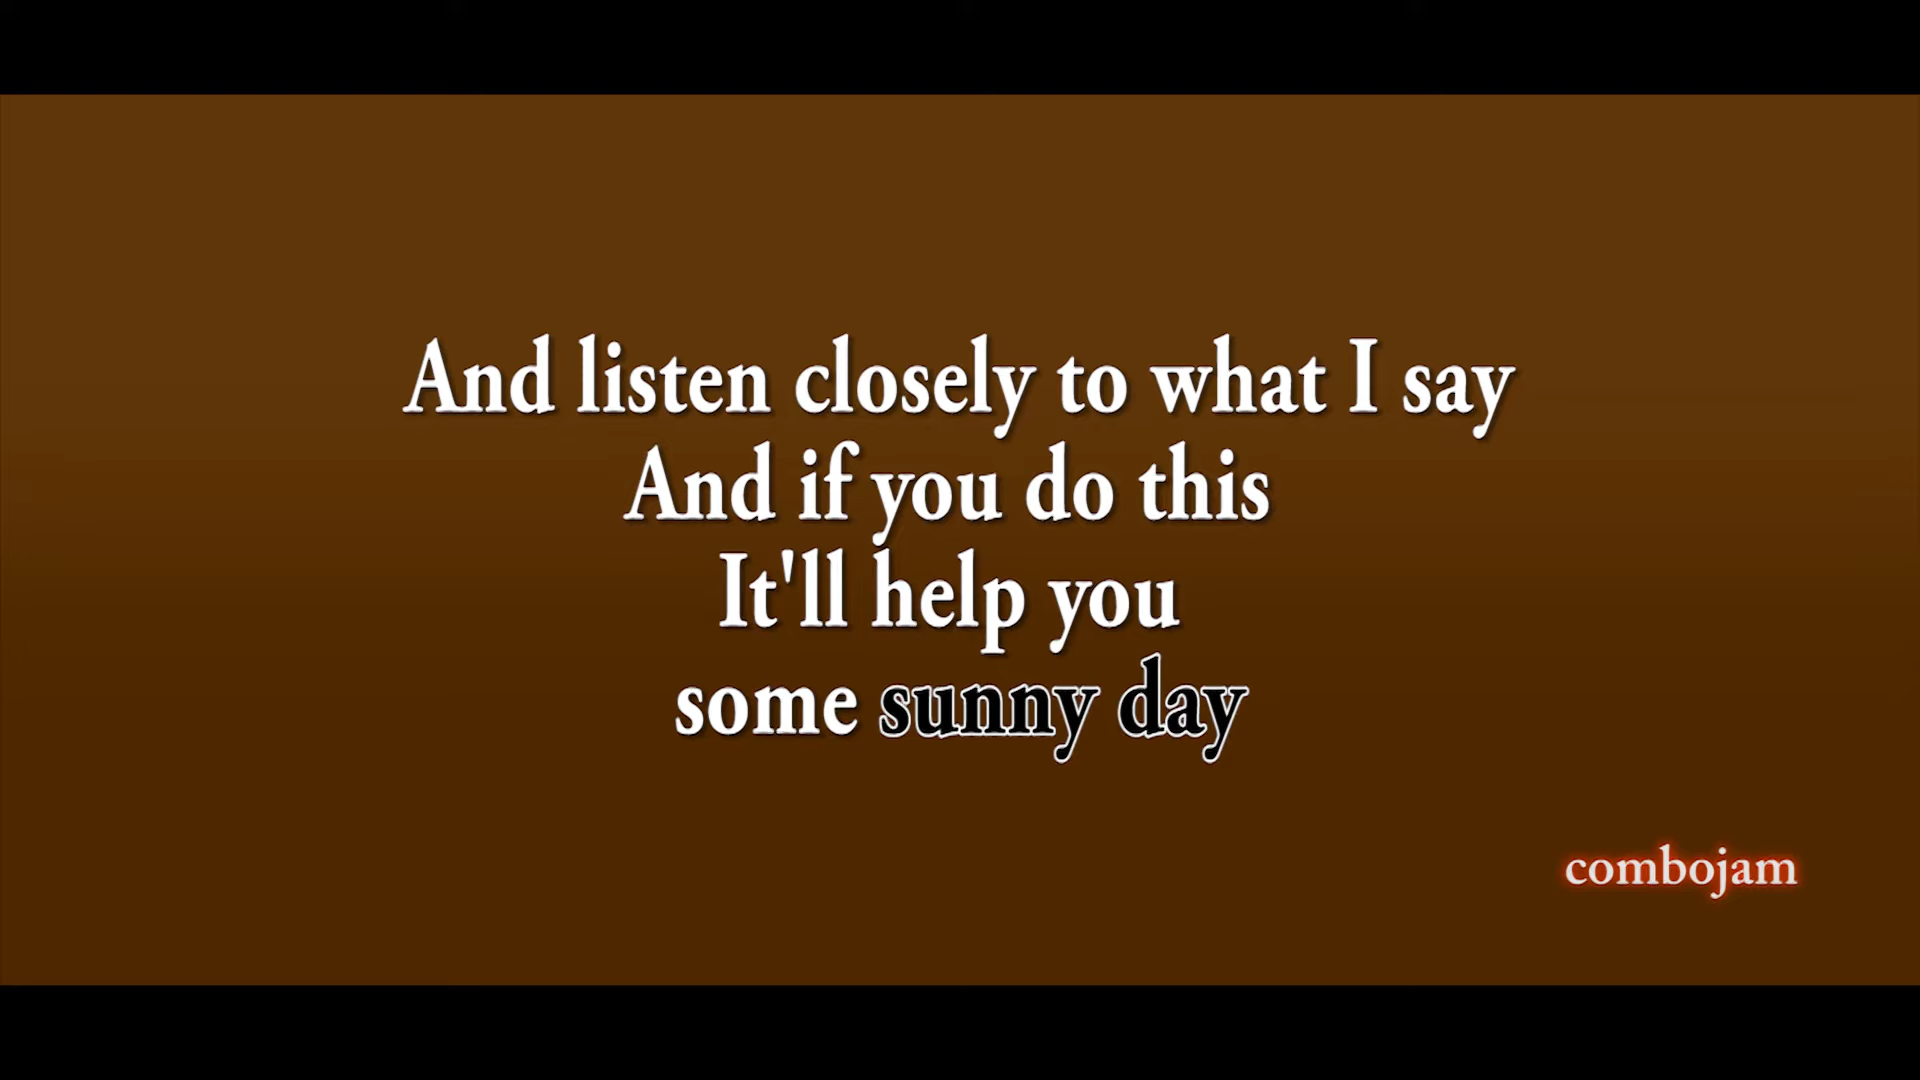 And listen closely to what I say
And if you do this
It'll help you
some sunny day
combojam